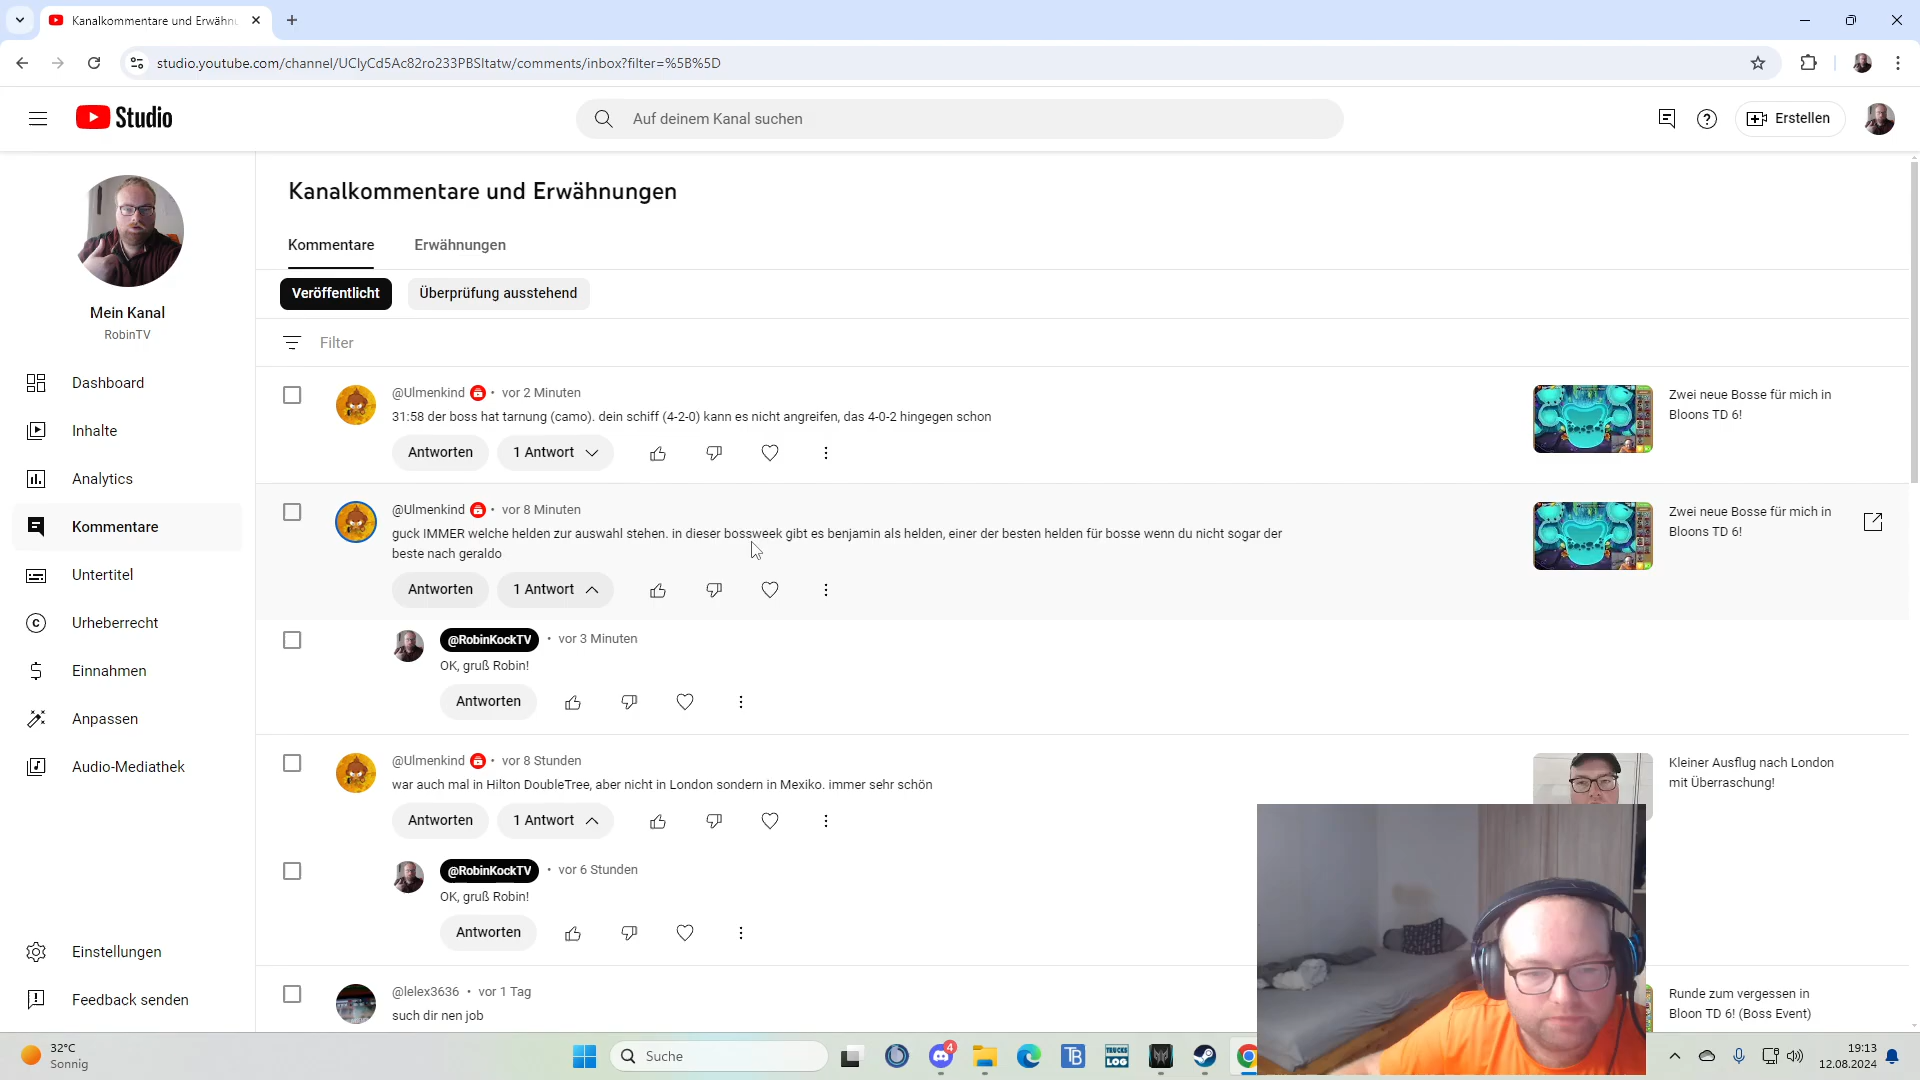 Kanalkommentare und Erwähnu
studio.youtube.com/channel/UClyCd5Ac82ro233PBSltatw/comments/inbox?filter=%5B%5D
Studio
Auf deinem Kanal suchen
Erstellen
Mein Kanal
RobinTV
Dashboard
Inhalte
Analytics
Kommentare
Untertitel
Urheberrecht
Einnahmen
Anpassen
Audio-Mediathek
Einstellungen
Feedback senden
Kanalkommentare und Erwähnungen
Kommentare Erwähnungen
Veröffentlicht Überprüfung ausstehend
Filter
@Ulmenkind • vor 2 Minuten
31:58 der boss hat tarnung (camo). dein schiff (4-2-0) kann es nicht angreifen, das 4-0-2 hingegen schon
Antworten 1 Antwort
Zwei neue Bosse für mich in
Bloons TD 6!
@Ulmenkind • vor 8 Minuten
guck IMMER welche helden zur auswahl stehen. in dieser bossweek gibt es benjamin als helden, einer der besten helden für bosse wenn du nicht sogar der
beste nach geraldo
Antworten 1 Antwort
Zwei neue Bosse für mich in
Bloons TD 6!
@RobinKockTV • vor 3 Minuten
OK, gruß Robin!
Antworten
@Ulmenkind • vor 8 Stunden
war auch mal in Hilton DoubleTree, aber nicht in London sondern in Mexiko. immer sehr schön
Antworten 1 Antwort
Kleiner Ausflug nach London
mit Überraschung!
@RobinKockTV • vor 6 Stunden
OK, gruß Robin!
Antworten
@lelex3636 • vor 1 Tag
such dir nen job
Runde zum vergessen in
Bloon TD 6! (Boss Event)
32°C
Sonnig
Suche
4
TB
TRUCKS
LOG
19:13
12.08.2024